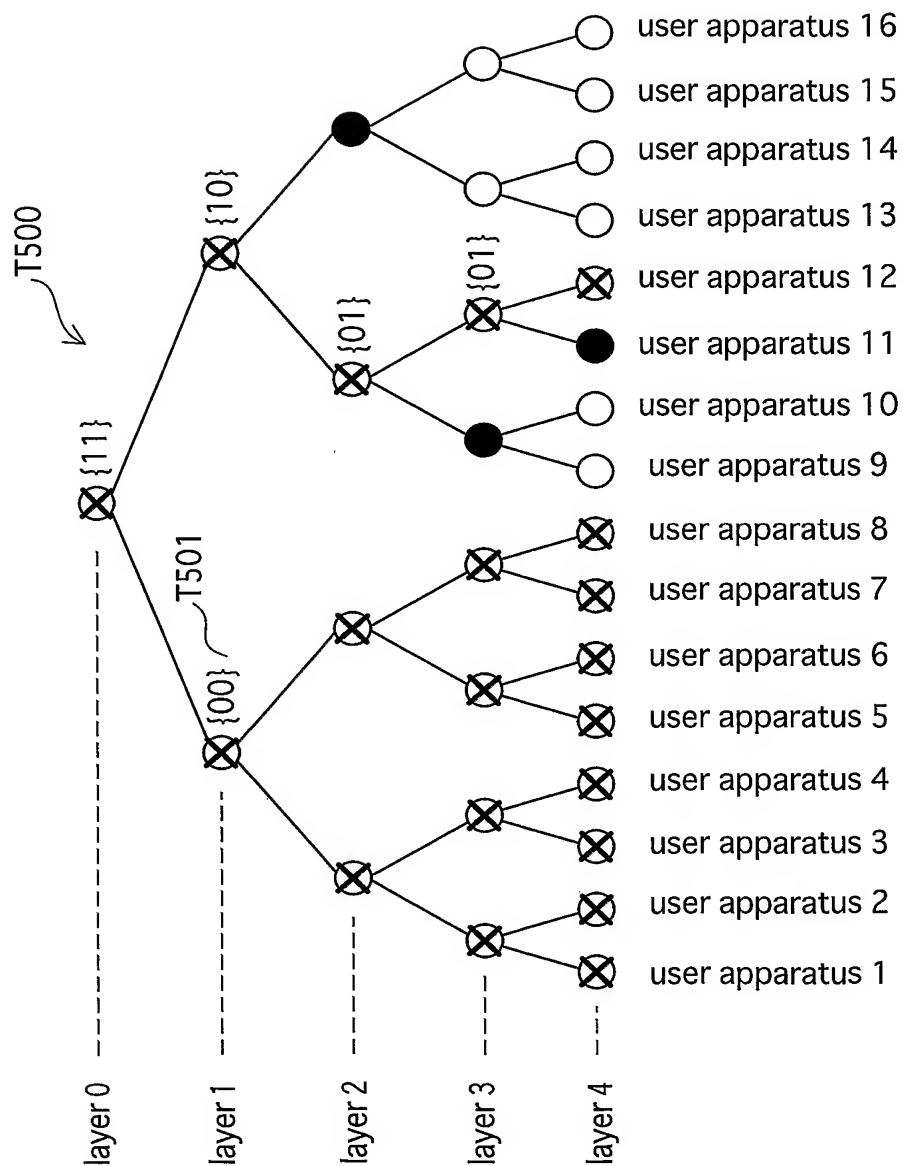 T500
{11}
{10}
T501
{00}
{01}
{01}
user apparatus 16
user apparatus 15
user apparatus 14
user apparatus 13
user apparatus 12
user apparatus 11
user apparatus 10
user apparatus 9
user apparatus 8
user apparatus 7
user apparatus 6
user apparatus 5
user apparatus 4
user apparatus 3
user apparatus 2
user apparatus 1
layer 0
layer 1
layer 2
layer 3
layer 4